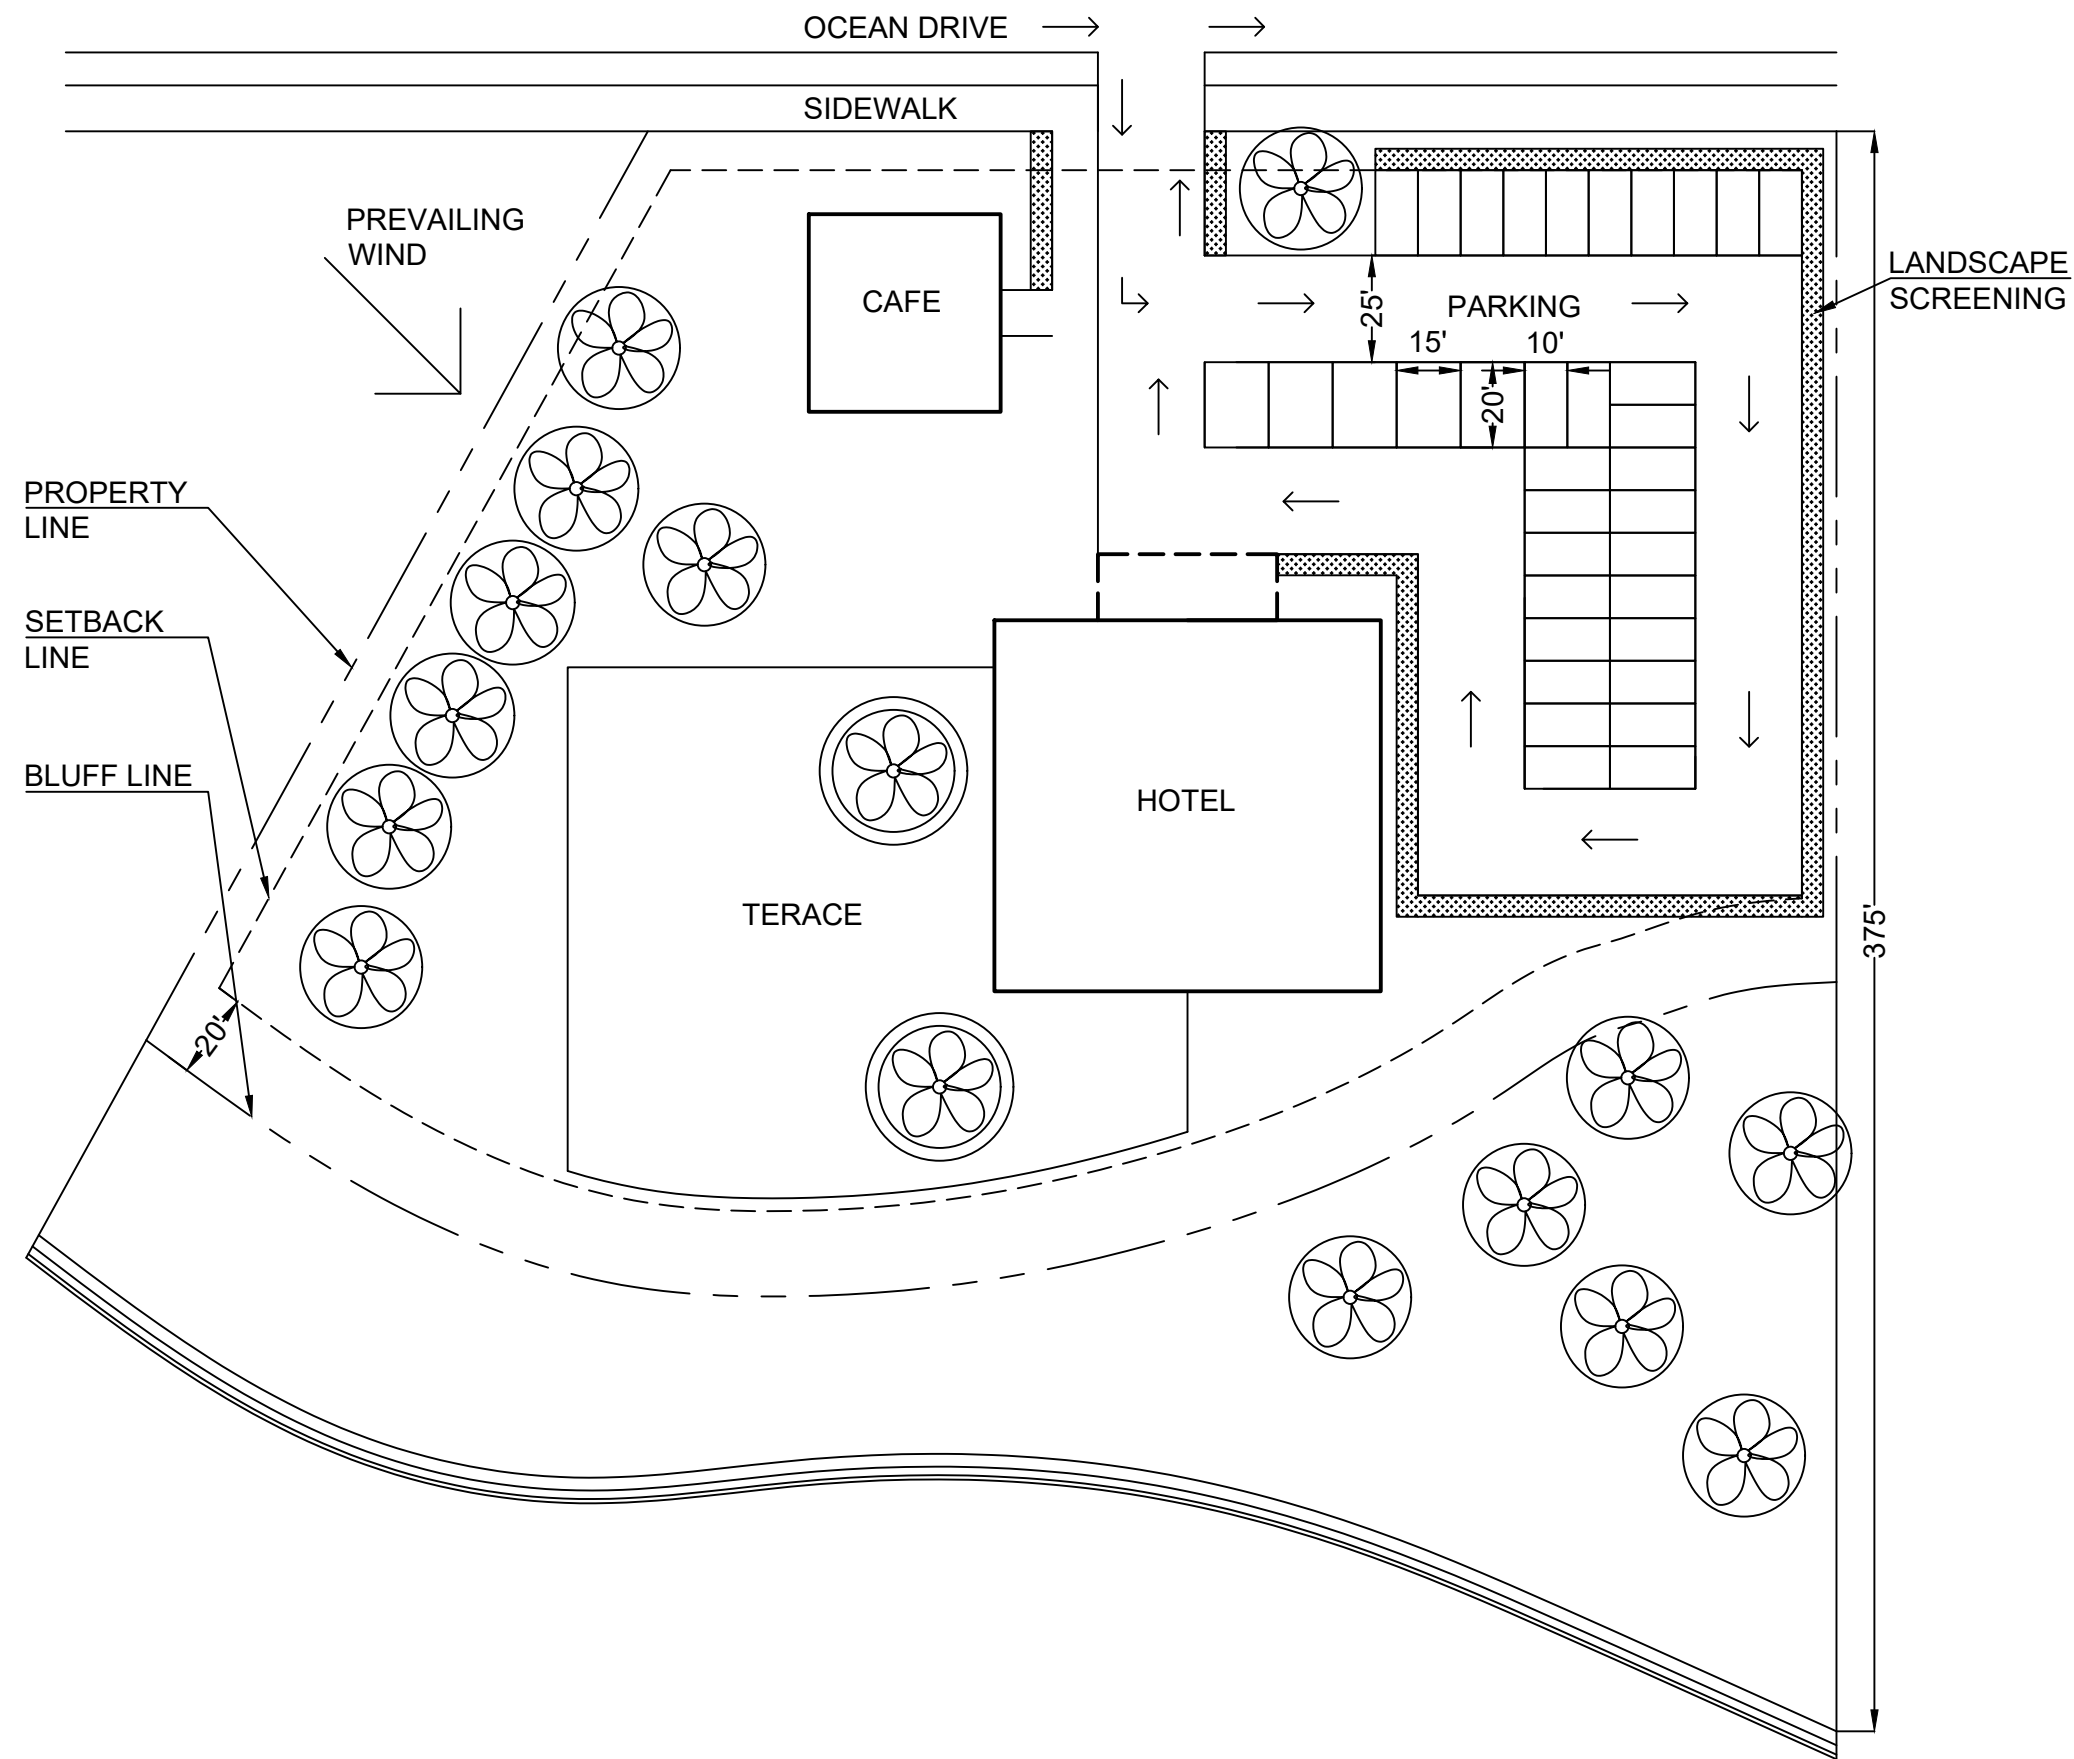 OCEAN DRIVE
SIDEWALK
PREVAILING
WIND
CAFE
LANDSCAPE
SCREENING
25'
PARKING
15'
10'
20'
PROPERTY
LINE
SETBACK
LINE
BLUFF LINE
HOTEL
TERACE
375'
20'